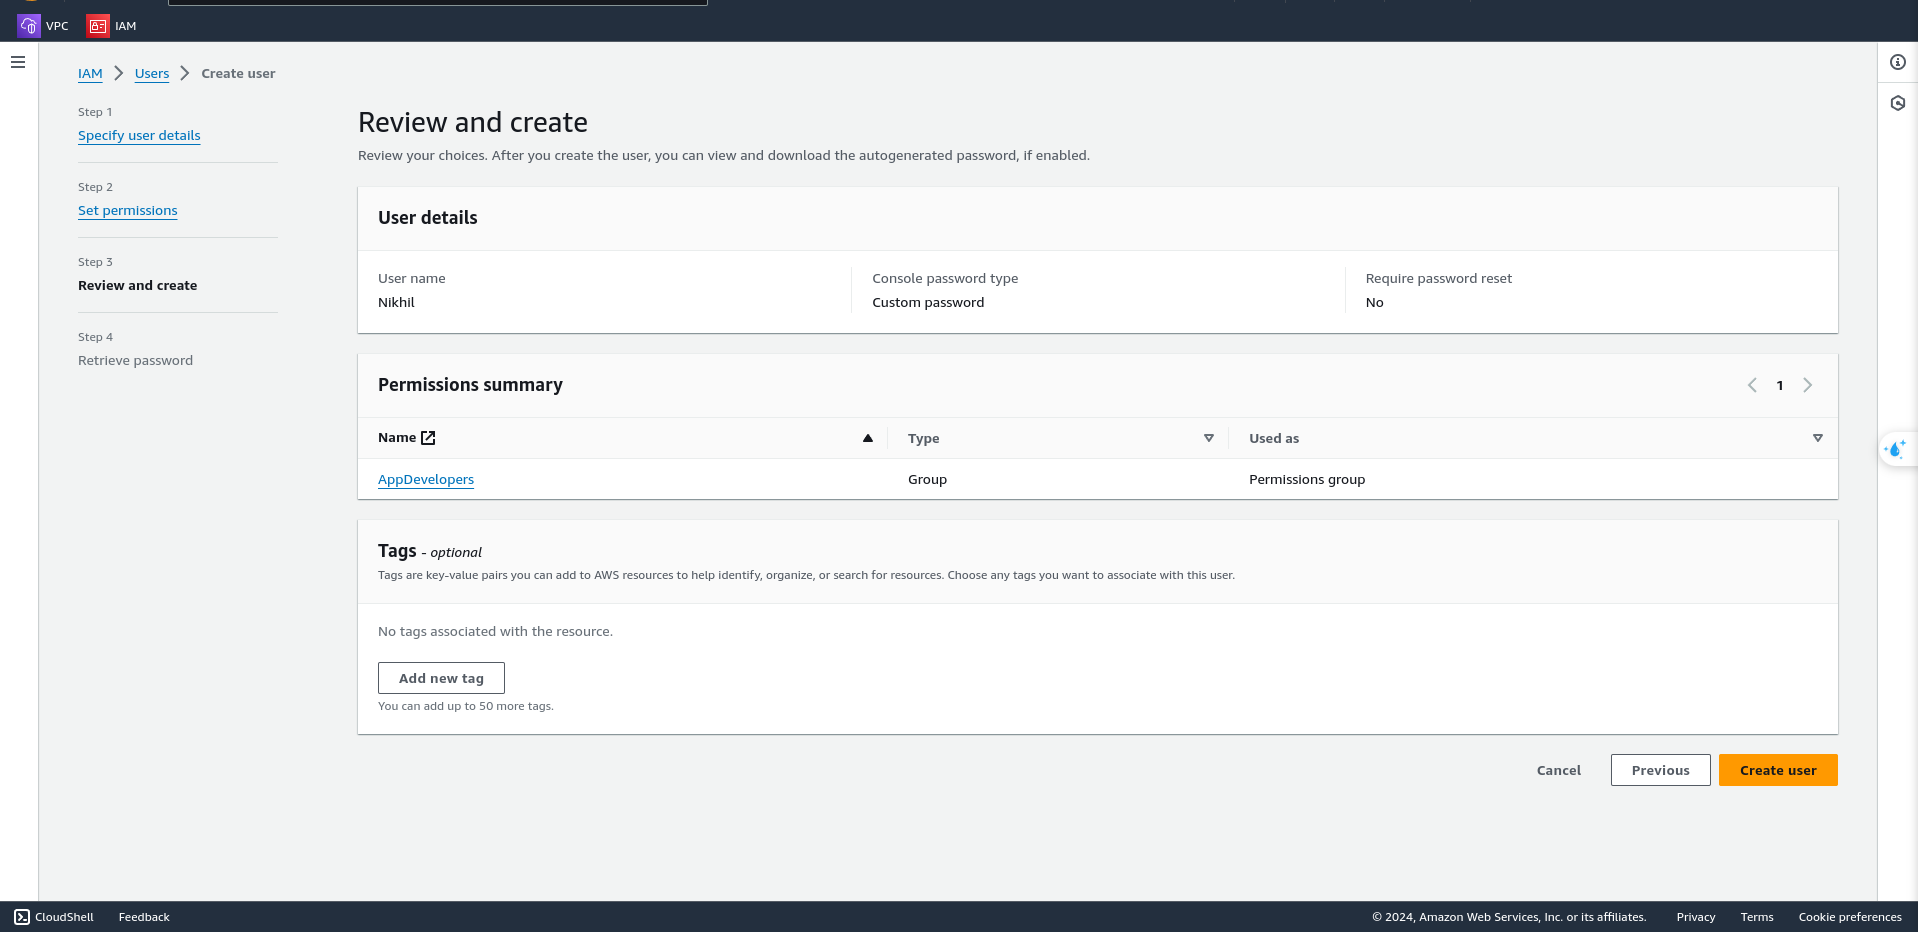 VPC IAM
IAM Users Create user
Step 1
Specify user details
Step 2
Set permissions
Step 3
Review and create
Step 4
Retrieve password
Review and create
Review your choices. After you create the user, you can view and download the autogenerated password, if enabled.
User details
User name Console password type Require password reset
Nikhil Custom password No
Permissions summary 1
Name Type Used as
AppDevelopers Group Permissions group
Tags - optional
Tags are key-value pairs you can add to AWS resources to help identify, organize, or search for resources. Choose any tags you want to associate with this user.
No tags associated with the resource.
Add new tag
You can add up to 50 more tags.
Cancel Previous Create user
CloudShell Feedback © 2024, Amazon Web Services, Inc. or its affiliates. Privacy Terms Cookie preferences